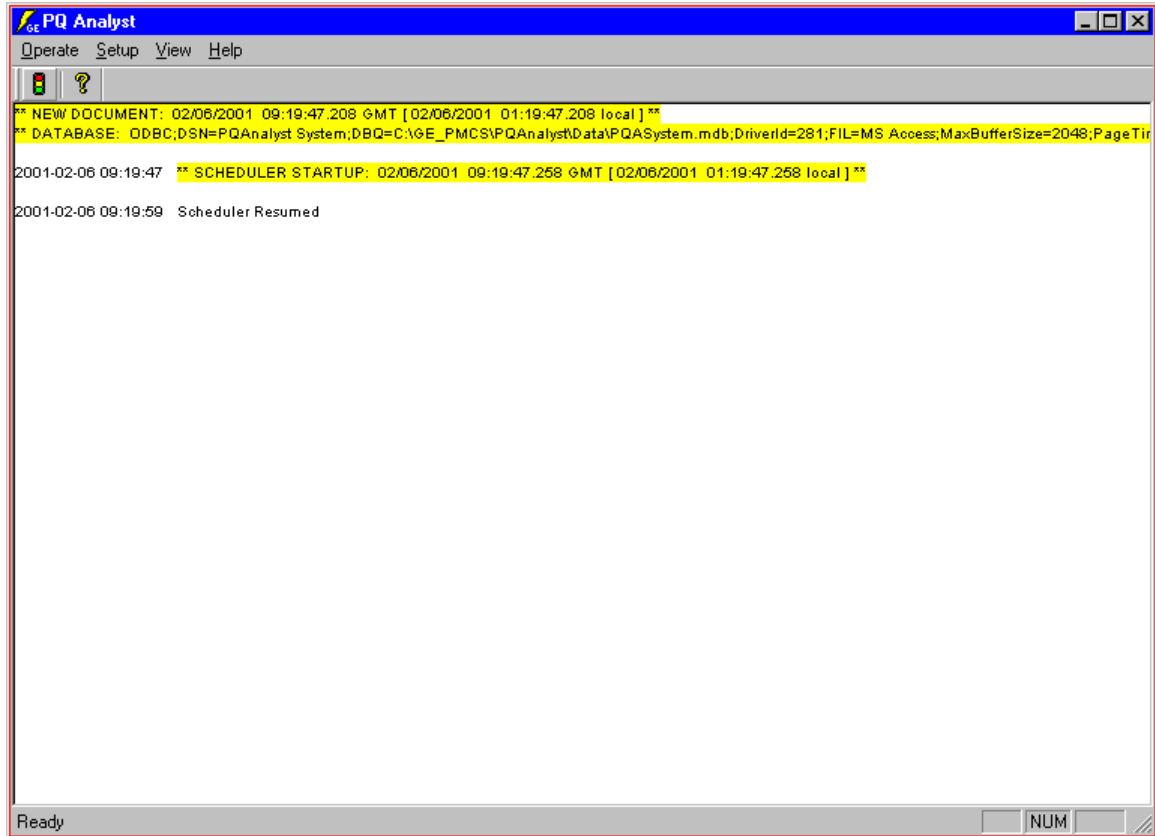 GE PQ Analyst
Operate Setup View Help
** NEW DOCUMENT: 02/06/2001 09:19:47.208 GMT [ 02/06/2001 01:19:47.208 local ] **
** DATABASE: ODBC;DSN=PQAnalyst System;DBQ=C:\GE_PMCS\PQAnalyst\Data\PQASystem.mdb;DriverId=281;FIL=MS Access;MaxBufferSize=2048;PageTir
2001-02-06 09:19:47 ** SCHEDULER STARTUP: 02/06/2001 09:19:47.258 GMT [ 02/06/2001 01:19:47.258 local ] **
2001-02-06 09:19:59 Scheduler Resumed
Ready NUM